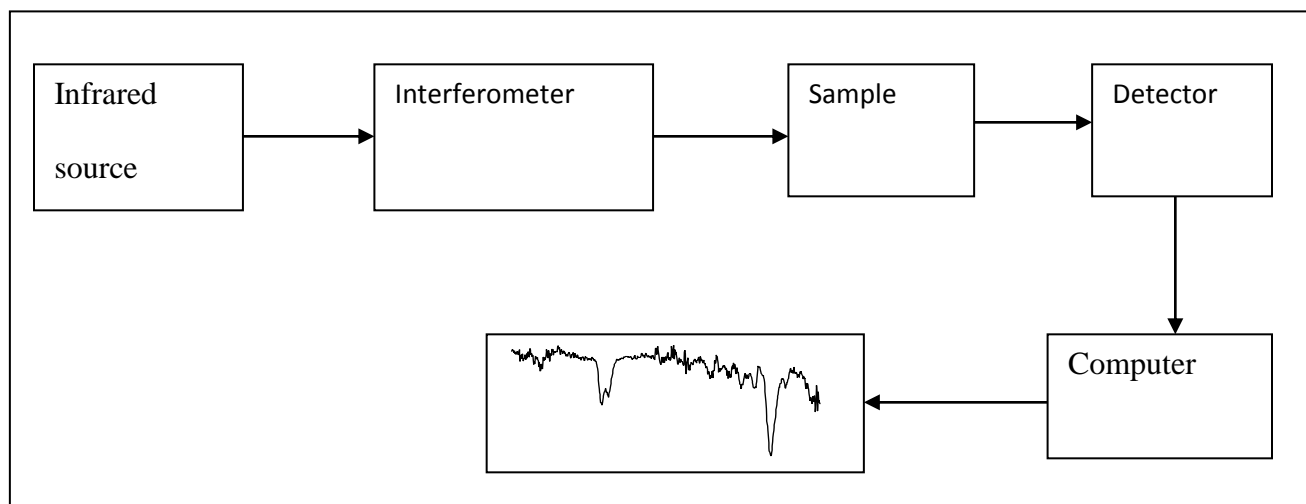 Infrared
source
Interferometer
Sample
Detector
Computer